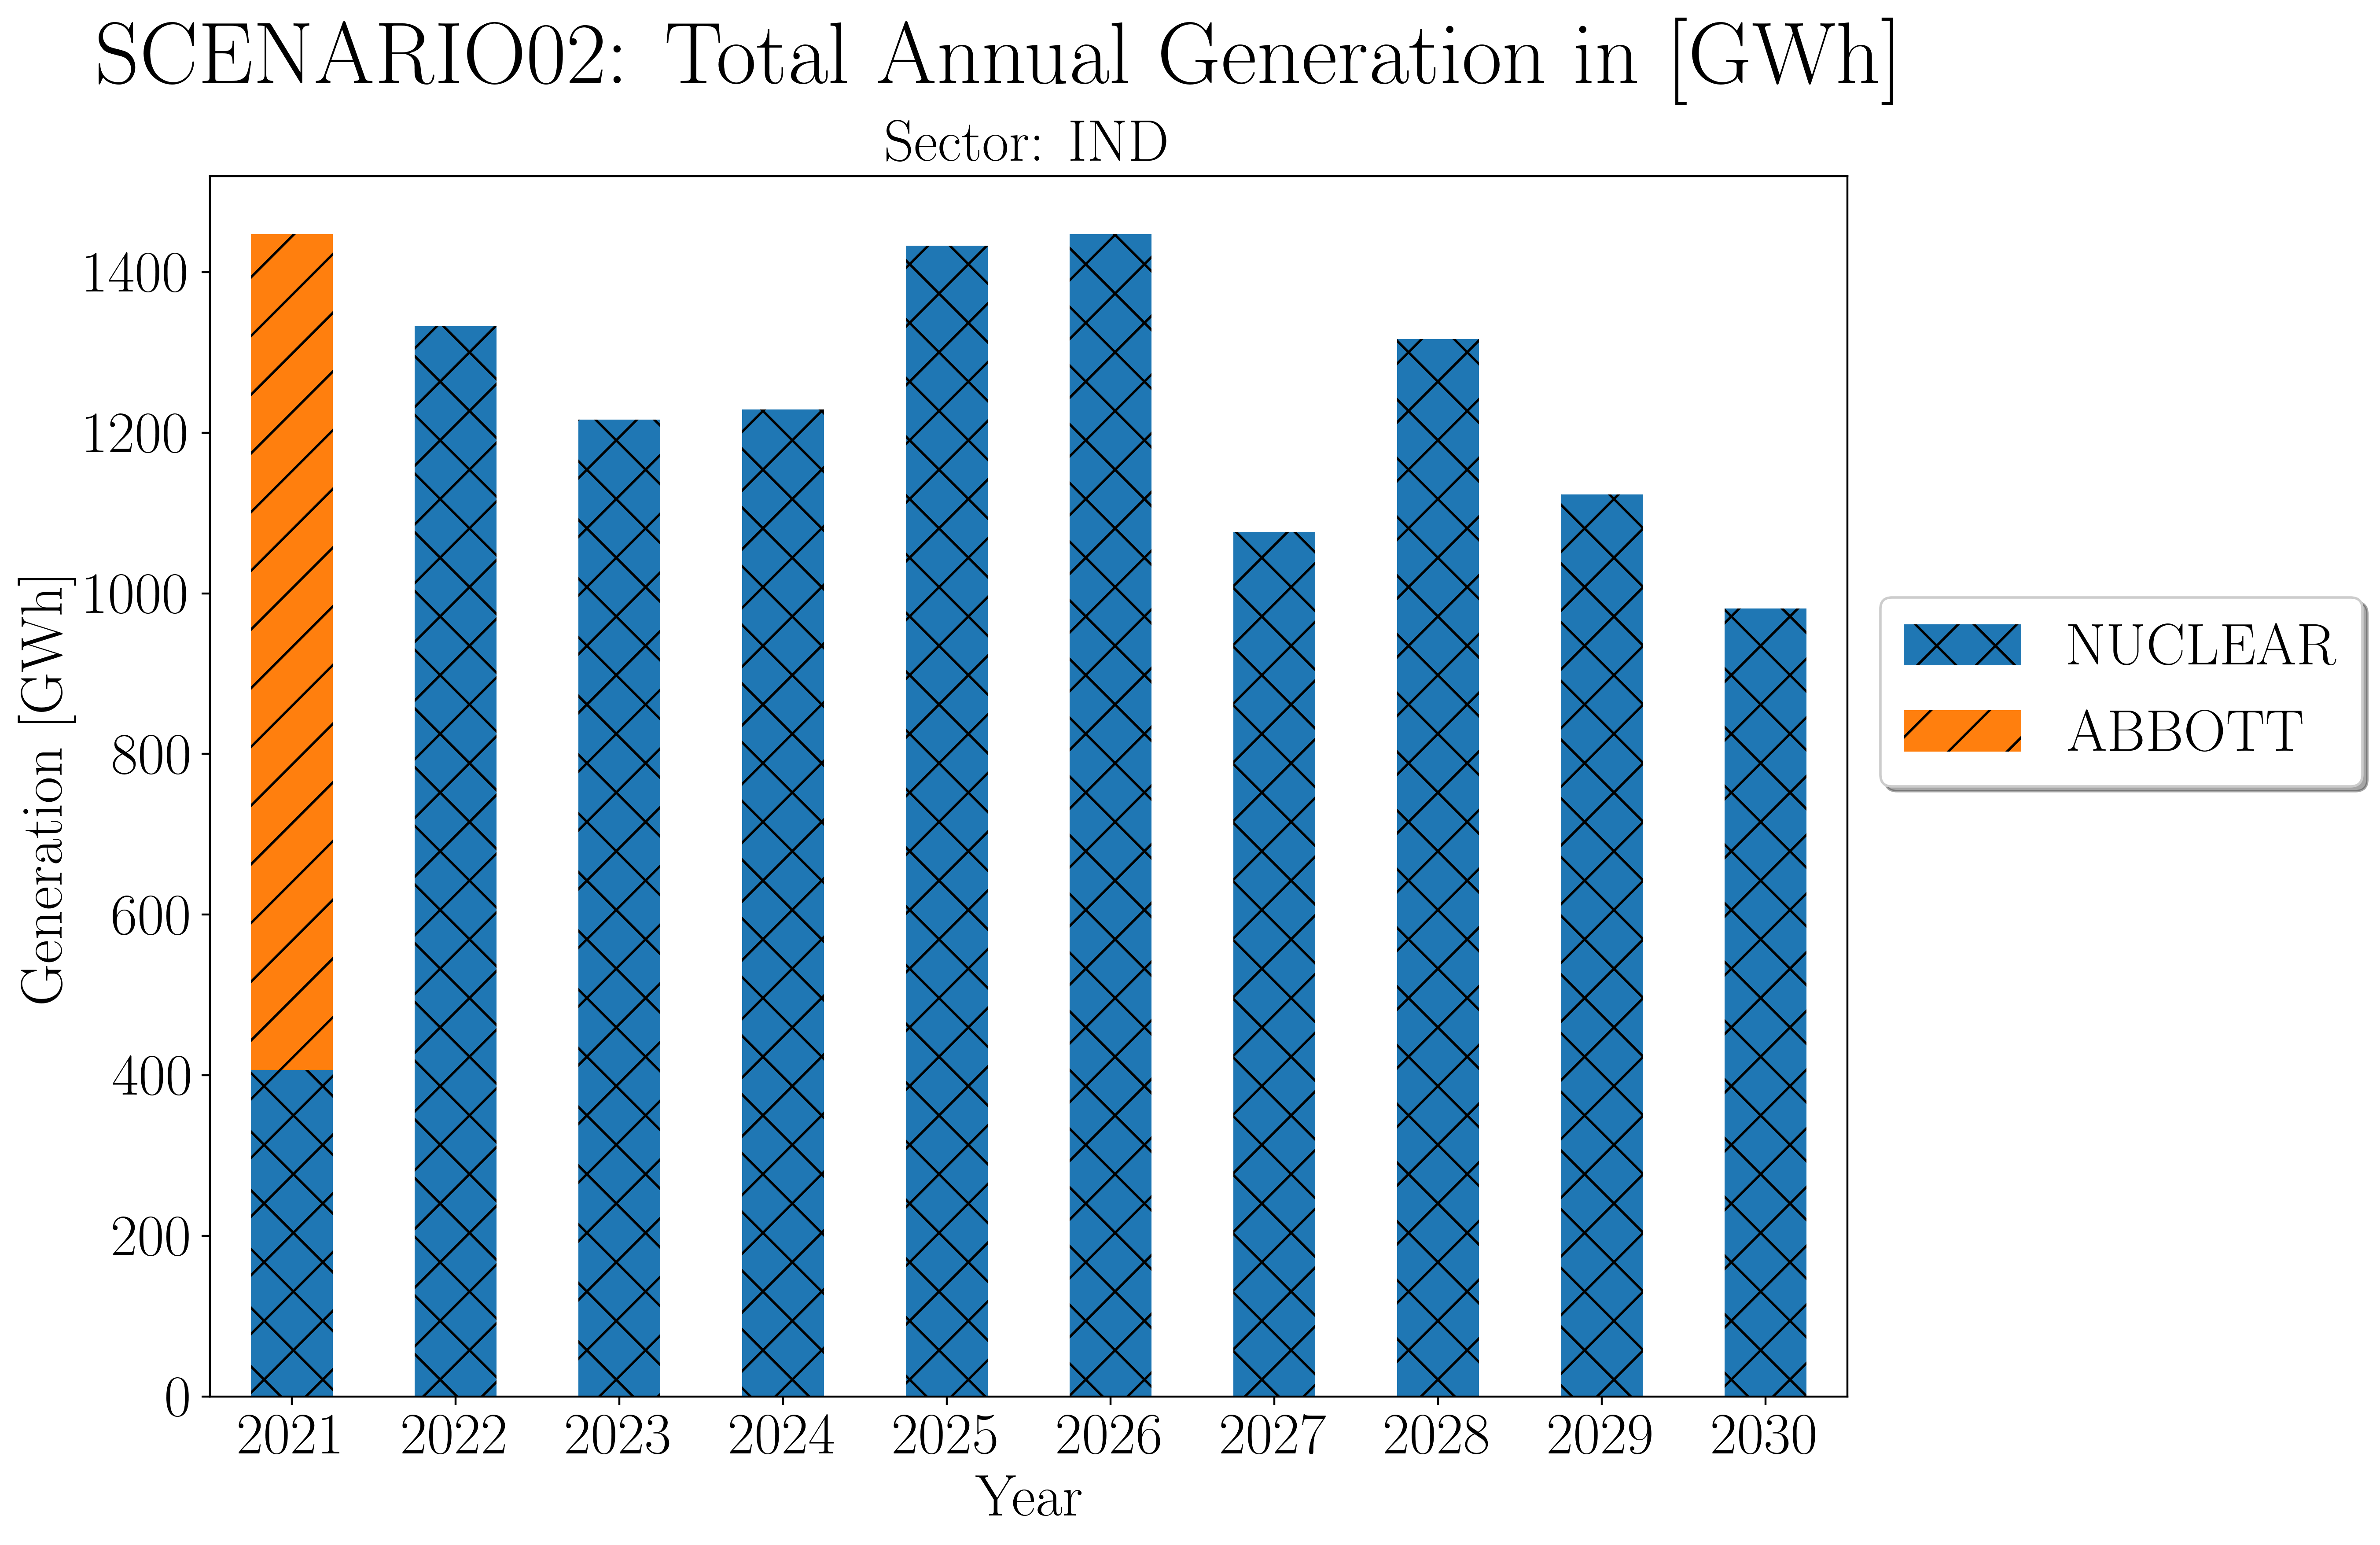 SCENARIO02: Total Annual Generation in [GWh]
Sector: IND
Generation [GWh]
1400
1200
1000
800
600
400
200
0
2021 2022 2023 2024 2025 2026 2027 2028 2029 2030
Year
NUCLEAR
ABBOTT